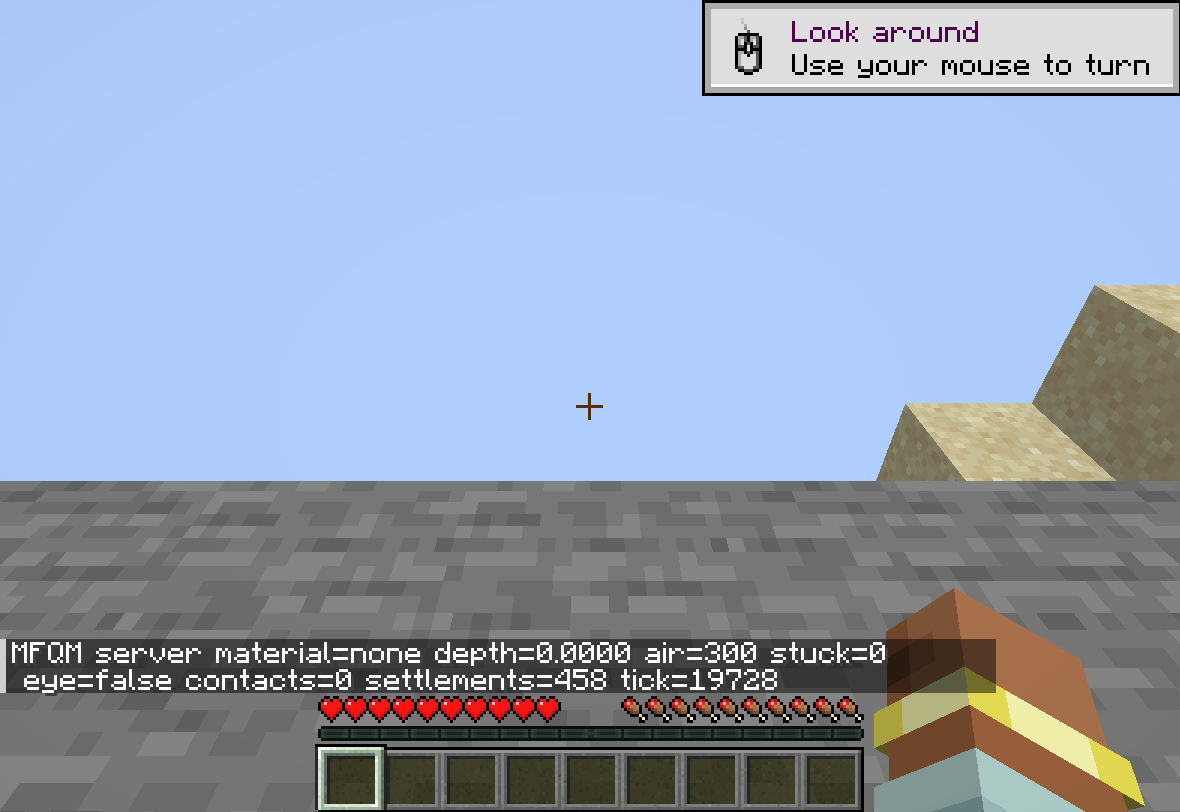 Look around
Use your mouse to turn
MFQM server material=none depth=0.0000 air=300 stuck=0
eye=false contacts=0 settlements=458 tick=19728